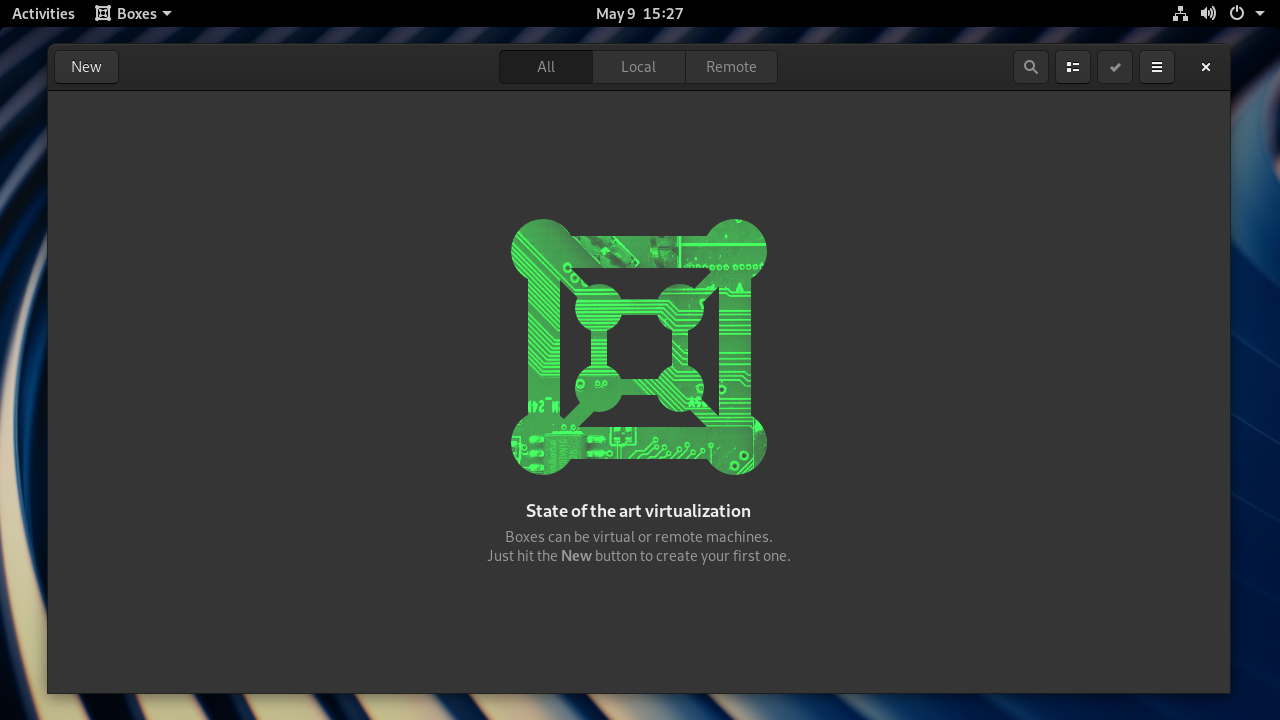 Activities Boxes May 9 15:27
New All Local Remote
State of the art virtualization
Boxes can be virtual or remote machines.
Just hit the New button to create your first one.